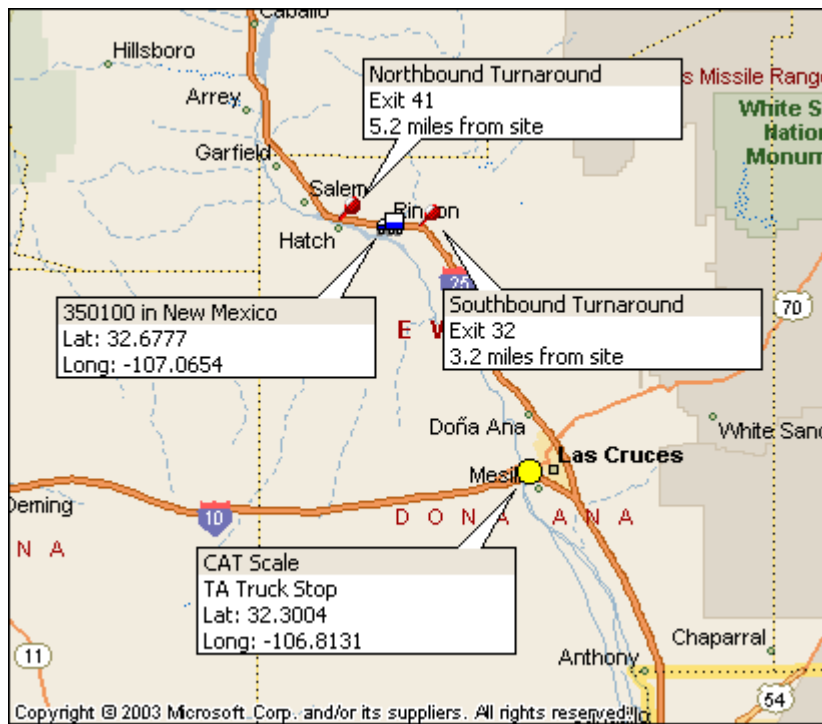 Caballo
Hillsboro
Arrey
Garfield
Salem
Hatch
Northbound Turnaround
Exit 41
5.2 miles from site
s Missile Range
White S
Nation
Monum
350100 in New Mexico
Lat: 32.6777
Long: -107.0654
25
Southbound Turnaround
Exit 32
3.2 miles from site
70
E
Doña Ana
White Sand
Las Cruces
Deming
10
D O N A A N A
N A
CAT Scale
TA Truck Stop
Lat: 32.3004
Long: -106.8131
11
Chaparral
Anthony
54
Copyright © 2003 Microsoft Corp. and/or its suppliers. All rights reserved.